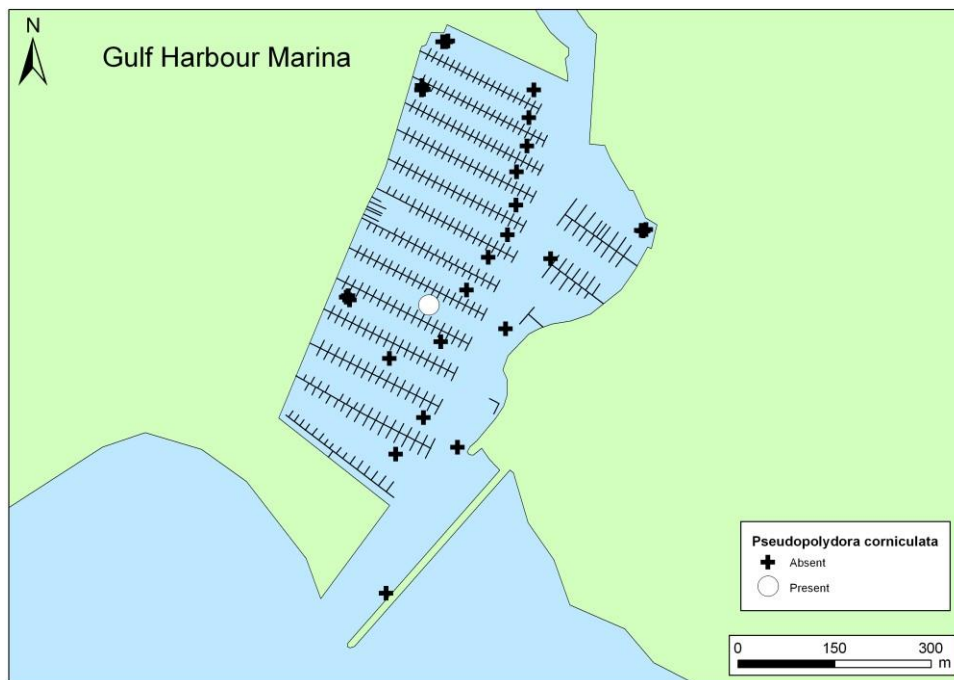 N
Gulf Harbour Marina
Pseudopolydora corniculata
Absent
Present
0 150 300
m